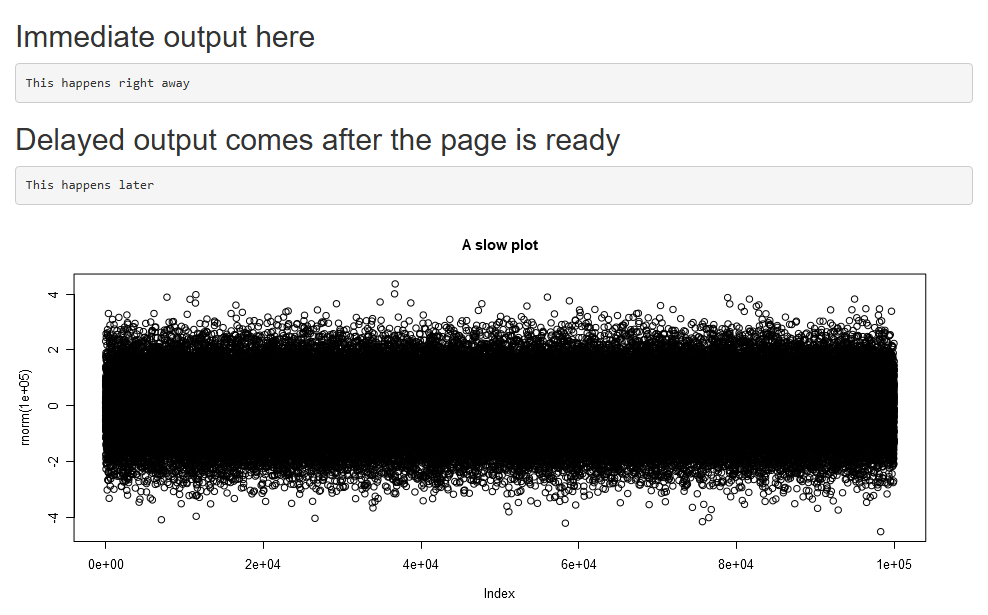 Immediate output here
This happens right away
Delayed output comes after the page is ready
This happens later
A slow plot
rnorm(1e+05)
4
2
0
-2
-4
0e+00 2e+04 4e+04 6e+04 8e+04 1e+05
Index